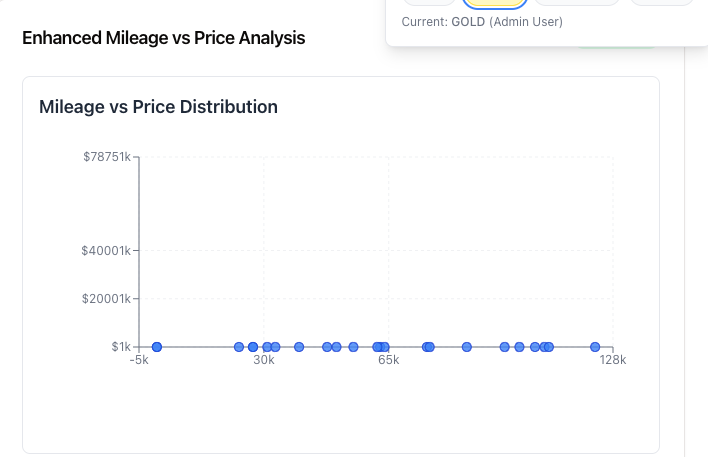 Current: GOLD (Admin User)
Enhanced Mileage vs Price Analysis
Mileage vs Price Distribution
$78751k
$40001k
$20001k
$1k
-5k 30k 65k 128k